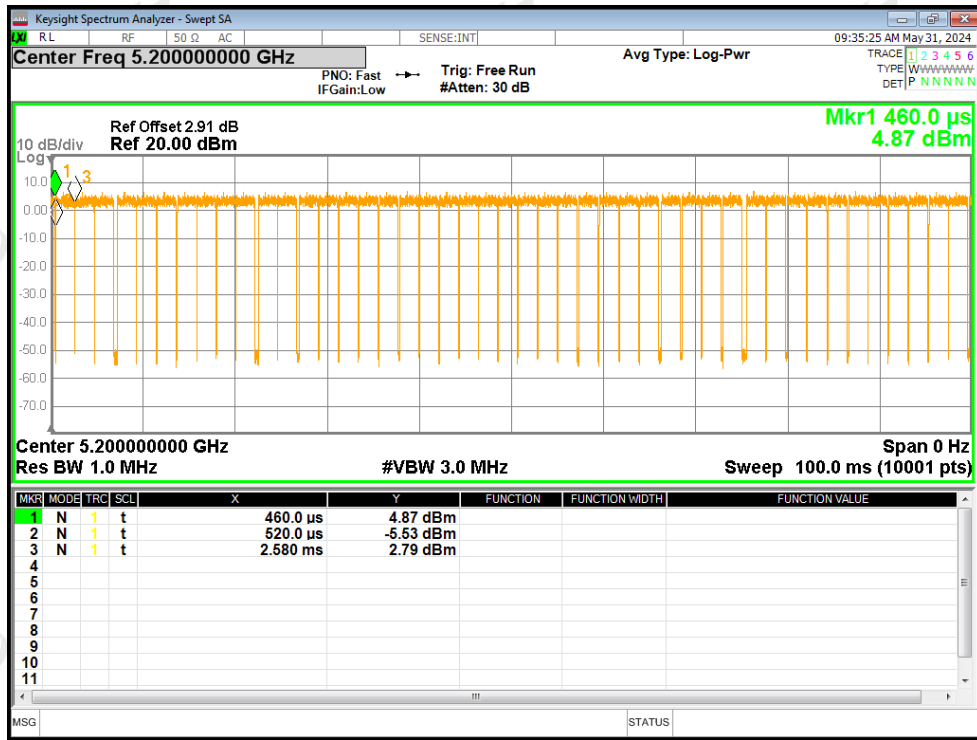 Keysight Spectrum Analyzer - Swept SA
LXI RL RF 50 Ω AC SENSE:INT 09:35:25 AM May 31, 2024
Center Freq 5.200000000 GHz Avg Type: Log-Pwr TRACE 1 2 3 4 5 6
PNO: Fast Trig: Free Run TYPE W
IFGain:Low #Atten: 30 dB DET P N N N N N
Mkr1 460.0 µs
Ref Offset 2.91 dB
10 dB/div Ref 20.00 dBm 4.87 dBm
Log
1 3
10.0
0.00
-10.0
-20.0
-30.0
-40.0
-50.0
-60.0
-70.0
Center 5.200000000 GHz Span 0 Hz
Res BW 1.0 MHz #VBW 3.0 MHz Sweep 100.0 ms (10001 pts)
MKR MODE TRC SCL X Y FUNCTION FUNCTION WIDTH FUNCTION VALUE
1 N 1 t 460.0 µs 4.87 dBm
2 N 1 t 520.0 µs -5.53 dBm
3 N 1 t 2.580 ms 2.79 dBm
4
5
6
7
8
9
10
11
MSG STATUS